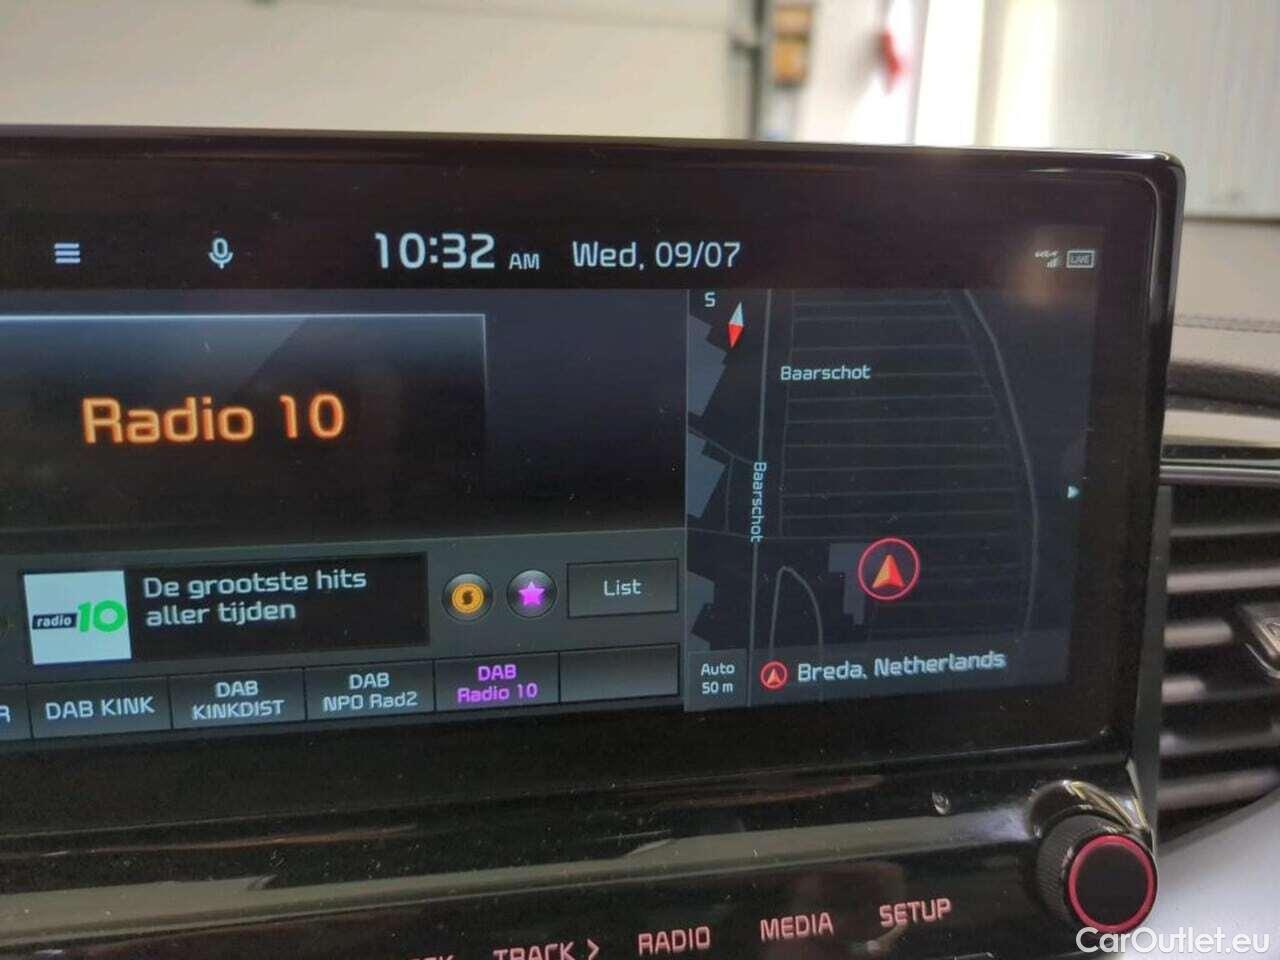 10:32 AM Wed, 09/07
LIVE
S
Baarschot
Radio 10
Baarschot
De grootste hits
aller tijden
radio 10
List
Auto
50 m
Breda, Netherlands
DAB KINK
DAB
KINKDIST
DAB
NPO Rad2
DAB
Radio 10
TRACK >
RADIO
MEDIA
SETUP
CarOutlet.eu